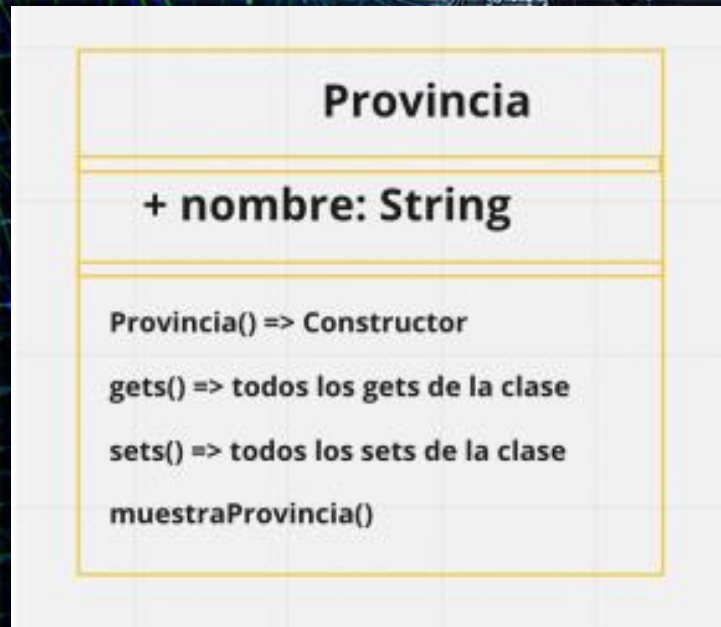 Provincia
+ nombre: String
Provincia() => Constructor
gets() => todos los gets de la clase
sets() => todos los sets de la clase
muestraProvincia()